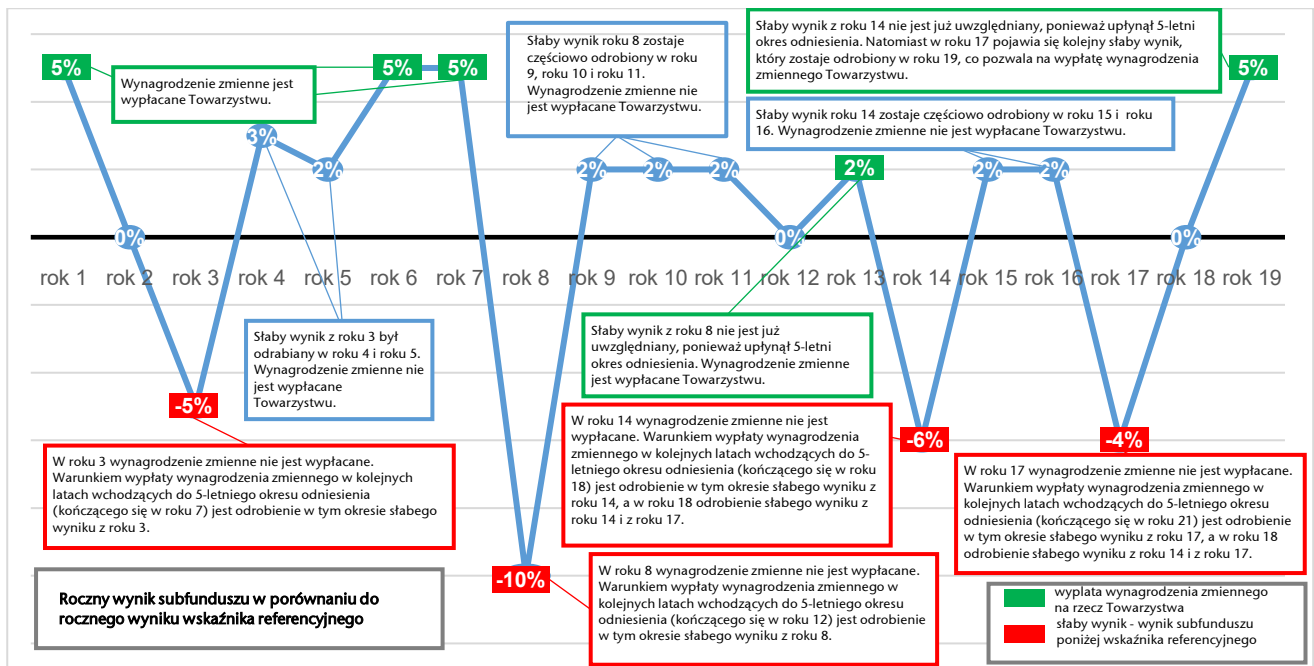 Słaby wynik z roku 14 nie jest już uwzględniany, ponieważ upłynął 5-letni
okres odniesienia. Natomiast w roku 17 pojawia się kolejny słaby wynik,
który zostaje odrobiony w roku 19, co pozwala na wypłatę wynagrodzenia
zmiennego Towarzystwu.
Słaby wynik roku 8 zostaje
częściowo odrobiony w roku
9, roku 10 i roku 11.
Wynagrodzenie zmienne nie
jest wypłacane Towarzystwu.
Wynagrodzenie zmienne jest
wypłacane Towarzystwu.
Słaby wynik roku 14 zostaje częściowo odrobiony w roku 15 i roku
16. Wynagrodzenie zmienne nie jest wypłacane Towarzystwu.
5%
0%
-5%
3%
2%
5%
5%
-10%
2%
2%
2%
0%
2%
-6%
2%
2%
-4%
0%
5%
rok 1
rok 2
rok 3
rok 4
rok 5
rok 6
rok 7
rok 8
rok 9
rok 10
rok 11
rok 12
rok 13
rok 14
rok 15
rok 16
rok 17
rok 18
rok 19
Słaby wynik z roku 3 był
odrabiany w roku 4 i roku 5.
Wynagrodzenie zmienne nie
jest wypłacane
Towarzystwu.
Słaby wynik z roku 8 nie jest już
uwzględniany, ponieważ upłynął 5-letni
okres odniesienia. Wynagrodzenie zmienne
jest wypłacane Towarzystwu.
W roku 3 wynagrodzenie zmienne nie jest wypłacane.
Warunkiem wypłaty wynagrodzenia zmiennego w kolejnych
latach wchodzących do 5-letniego okresu odniesienia
(kończącego się w roku 7) jest odrobienie w tym okresie słabego
wyniku z roku 3.
W roku 14 wynagrodzenie zmienne nie jest
wypłacane. Warunkiem wypłaty wynagrodzenia
zmiennego w kolejnych latach wchodzących do 5-
letniego okresu odniesienia (kończącego się w roku
18) jest odrobienie w tym okresie słabego wyniku z
roku 14, a w roku 18 odrobienie słabego wyniku z
roku 14 i z roku 17.
W roku 17 wynagrodzenie zmienne nie jest wypłacane.
Warunkiem wypłaty wynagrodzenia zmiennego w
kolejnych latach wchodzących do 5-letniego okresu
odniesienia (kończącego się w roku 21) jest odrobienie
w tym okresie słabego wyniku z roku 17, a w roku 18
odrobienie słabego wyniku z roku 14 i z roku 17.
W roku 8 wynagrodzenie zmienne nie jest wypłacane.
Warunkiem wypłaty wynagrodzenia zmiennego w
kolejnych latach wchodzących do 5-letniego okresu
odniesienia (kończącego się w roku 12) jest odrobienie
w tym okresie słabego wyniku z roku 8.
Roczny wynik subfunduszu w porównaniu do
rocznego wyniku wskaźnika referencyjnego
wyplata wynagrodzenia zmiennego
na rzecz Towarzystwa
słaby wynik - wynik subfunduszu
poniżej wskaźnika referencyjnego